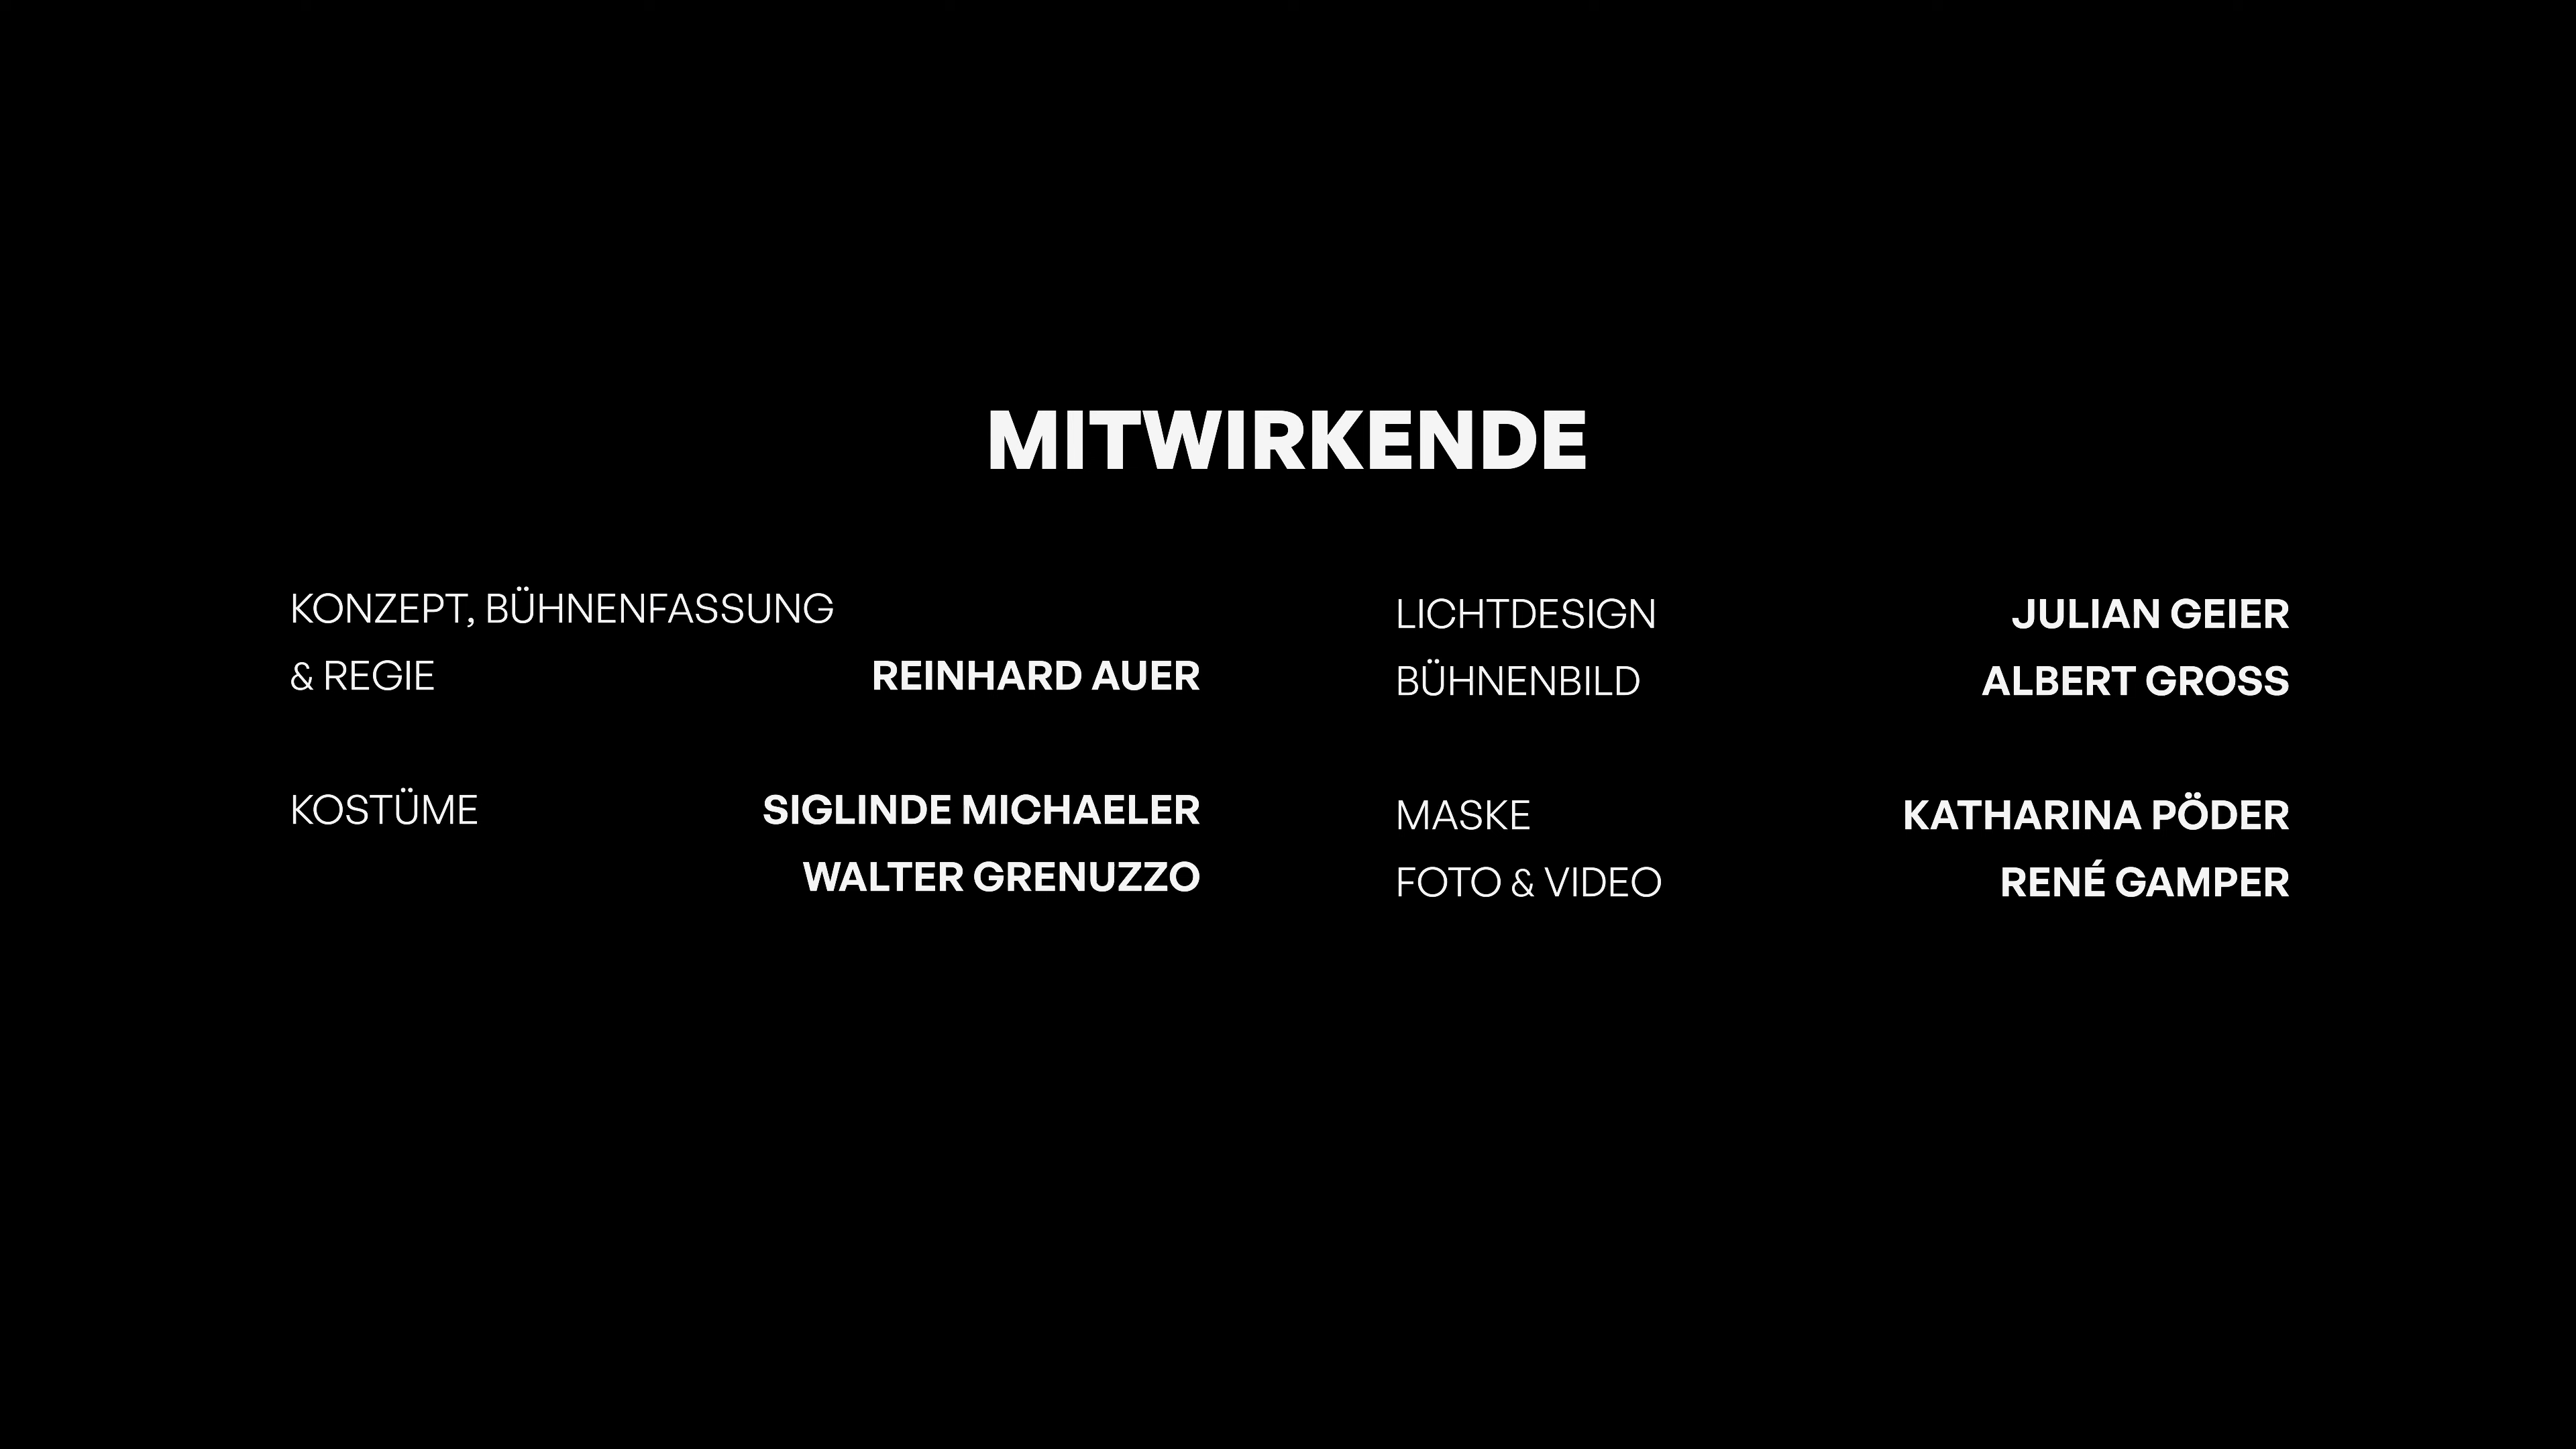 MITWIRKENDE
KONZEPT, BÜHNENFASSUNG
& REGIE REINHARD AUER
KOSTÜME SIGLINDE MICHAELER
WALTER GRENUZZO
LICHTDESIGN JULIAN GEIER
BÜHNENBILD ALBERT GROSS
MASKE KATHARINA PÖDER
FOTO & VIDEO RENÉ GAMPER